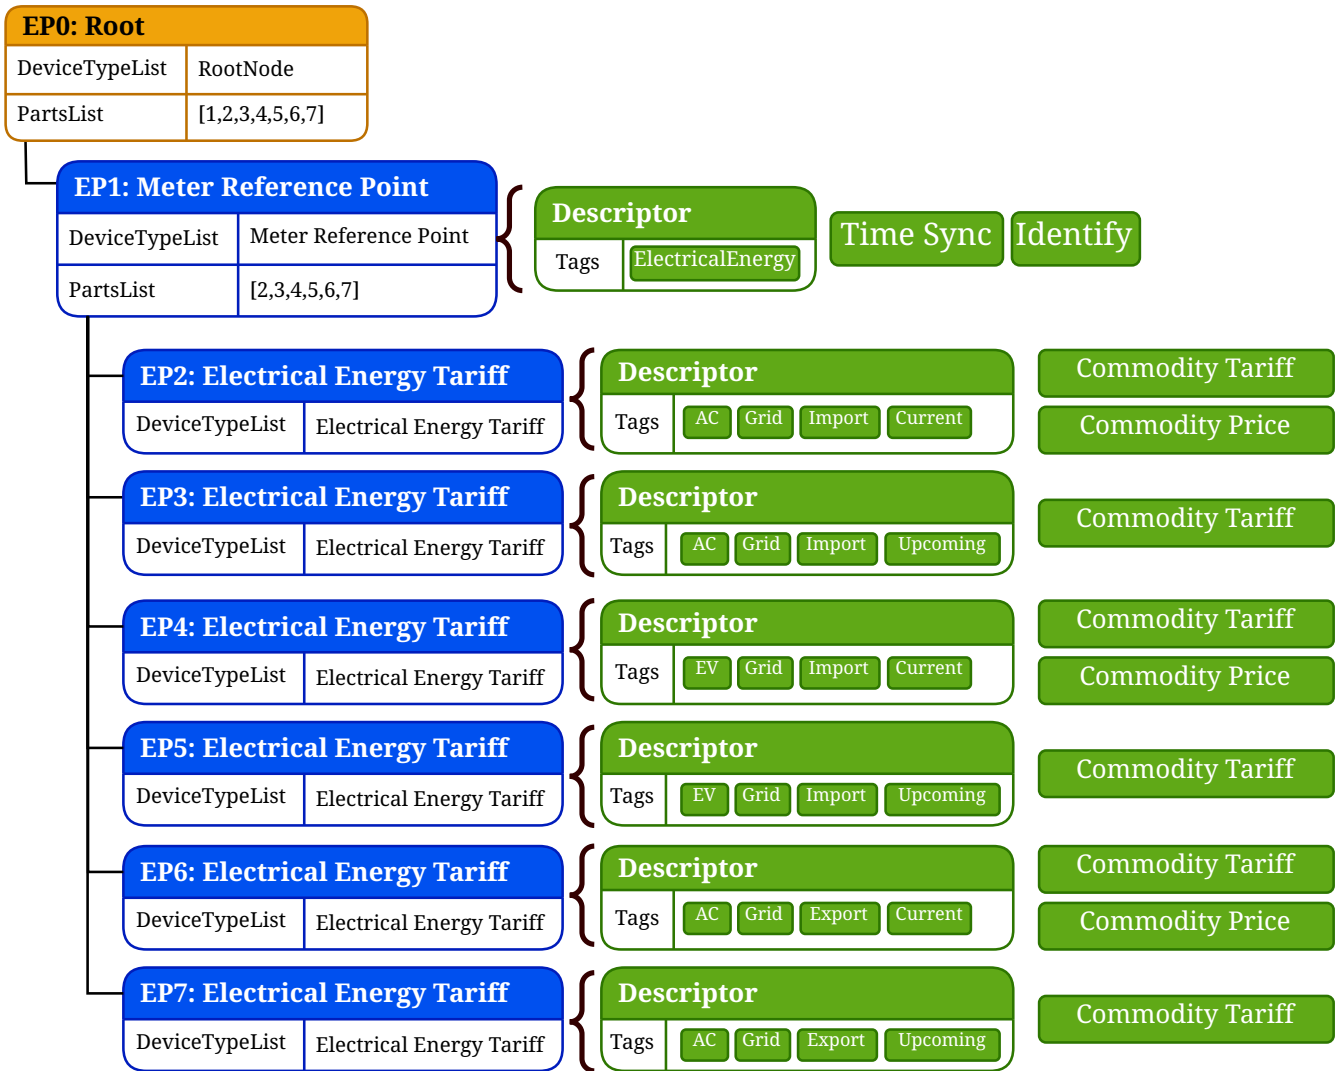 EP0: Root
DeviceTypeList RootNode
PartsList [1,2,3,4,5,6,7]
EP1: Meter Reference Point
DeviceTypeList Meter Reference Point
PartsList [2,3,4,5,6,7]
Descriptor
Tags ElectricalEnergy
Time Sync Identify
EP2: Electrical Energy Tariff
DeviceTypeList Electrical Energy Tariff
Descriptor
Tags AC Grid Import Current
Commodity Tariff
Commodity Price
EP3: Electrical Energy Tariff
DeviceTypeList Electrical Energy Tariff
Descriptor
Tags AC Grid Import Upcoming
Commodity Tariff
EP4: Electrical Energy Tariff
DeviceTypeList Electrical Energy Tariff
Descriptor
Tags EV Grid Import Current
Commodity Tariff
Commodity Price
EP5: Electrical Energy Tariff
DeviceTypeList Electrical Energy Tariff
Descriptor
Tags EV Grid Import Upcoming
Commodity Tariff
EP6: Electrical Energy Tariff
DeviceTypeList Electrical Energy Tariff
Descriptor
Tags AC Grid Export Current
Commodity Tariff
Commodity Price
EP7: Electrical Energy Tariff
DeviceTypeList Electrical Energy Tariff
Descriptor
Tags AC Grid Export Upcoming
Commodity Tariff